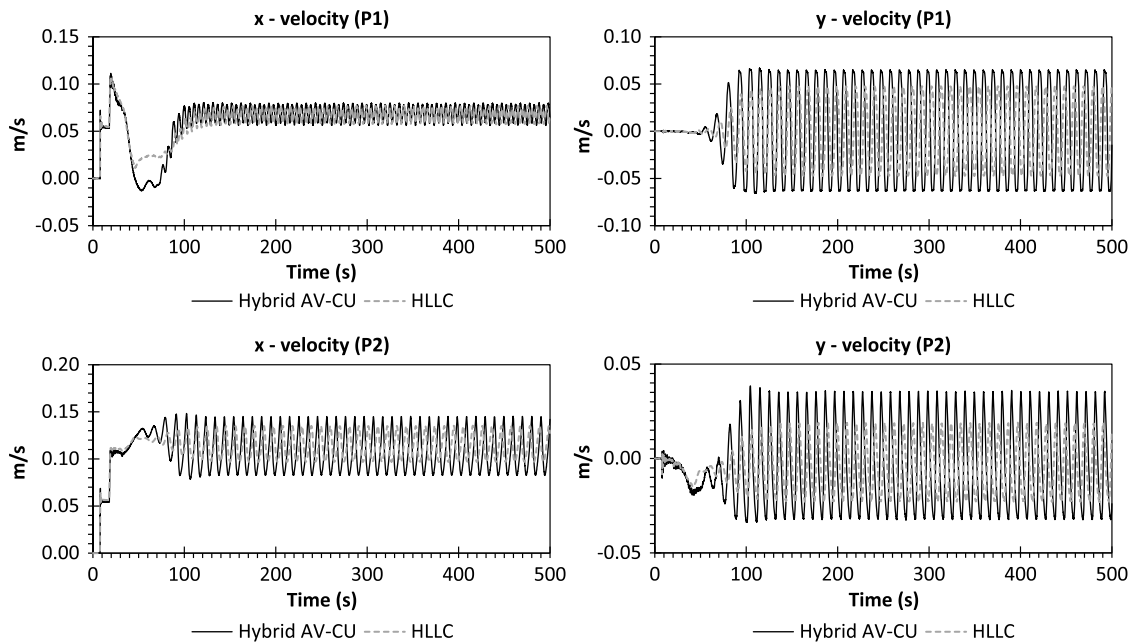 x - velocity (P1)
0.15
0.10
0.05
0.00
-0.05
m/s
0 100 200 300 400 500
Time (s)
Hybrid AV-CU HLLC
y - velocity (P1)
0.10
0.05
0.00
-0.05
-0.10
m/s
0 100 200 300 400 500
Time (s)
Hybrid AV-CU HLLC
x - velocity (P2)
0.20
0.15
0.10
0.05
0.00
m/s
0 100 200 300 400 500
Time (s)
Hybrid AV-CU HLLC
y - velocity (P2)
0.05
0.00
-0.05
m/s
0 100 200 300 400 500
Time (s)
Hybrid AV-CU HLLC